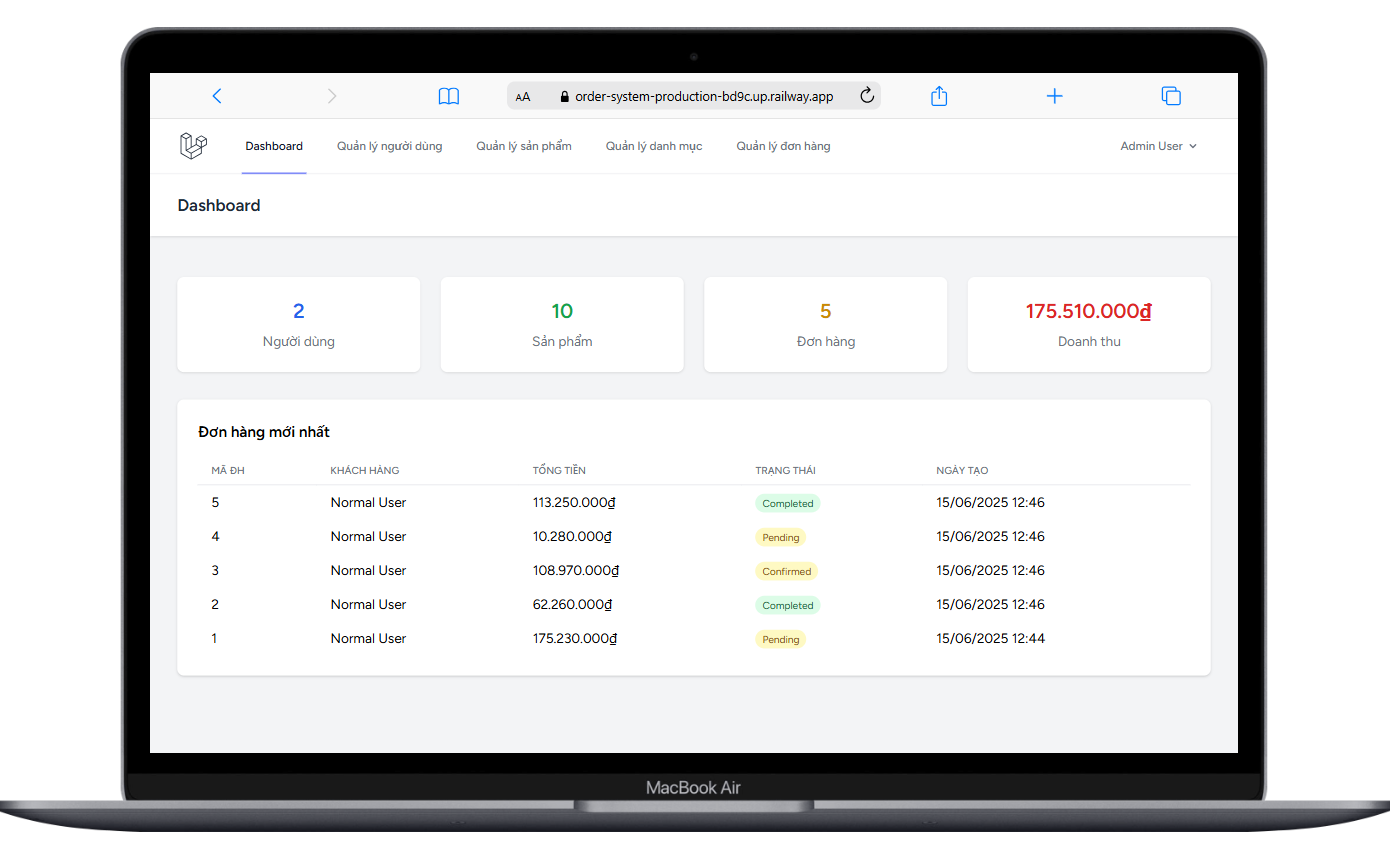 AA order-system-production-bd9c.up.railway.app
Dashboard Quản lý người dùng Quản lý sản phẩm Quản lý danh mục Quản lý đơn hàng Admin User
Dashboard
2 10 5 175.510.000₫
Người dùng Sản phẩm Đơn hàng Doanh thu
Đơn hàng mới nhất
MÃ ĐH KHÁCH HÀNG TỔNG TIỀN TRẠNG THÁI NGÀY TẠO
5 Normal User 113.250.000₫ Completed 15/06/2025 12:46
4 Normal User 10.280.000₫ Pending 15/06/2025 12:46
3 Normal User 108.970.000₫ Confirmed 15/06/2025 12:46
2 Normal User 62.260.000₫ Completed 15/06/2025 12:46
1 Normal User 175.230.000₫ Pending 15/06/2025 12:44
MacBook Air